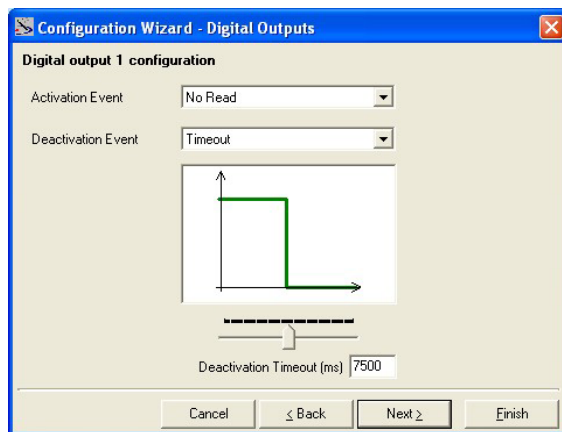 Configuration Wizard - Digital Outputs
Digital output 1 configuration
Activation Event No Read
Deactivation Event Timeout
Deactivation Timeout (ms) 7500
Cancel < Back Next > Finish